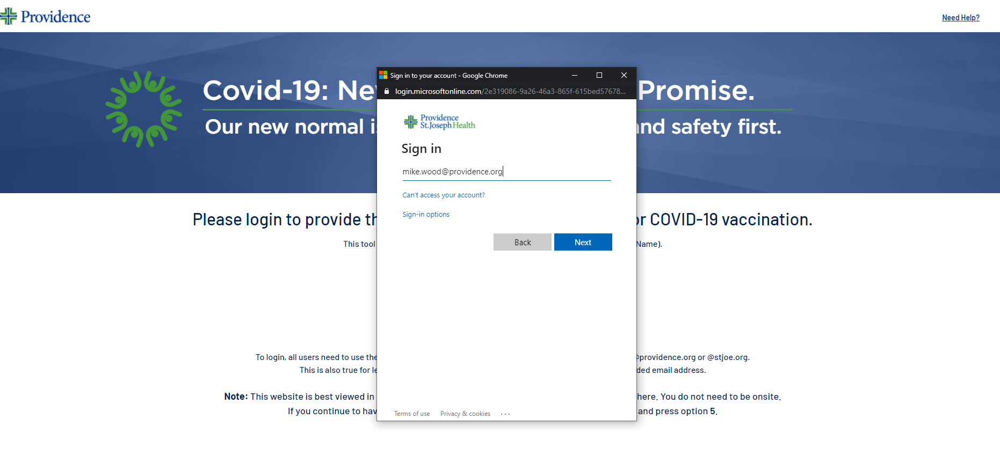 Providence
Need Help?
Covid-19: Ne
Promise.
Our new normal i
nd safety first.
Sign in to your account - Google Chrome
login.microsoftonline.com/2e319086-9a26-46a3-865f-615bed57678...
Providence
St.JosephHealth
Sign in
mike.wood@providence.org
Can't access your account?
Sign-in options
Back
Next
Please login to provide th
or COVID-19 vaccination.
This tool
Name).
To login, all users need to use the
@providence.org or @stjoe.org.
This is also true for le
ded email address.
Note: This website is best viewed in
here. You do not need to be onsite.
If you continue to hav
and press option 5.
Terms of use
Privacy & cookies
...